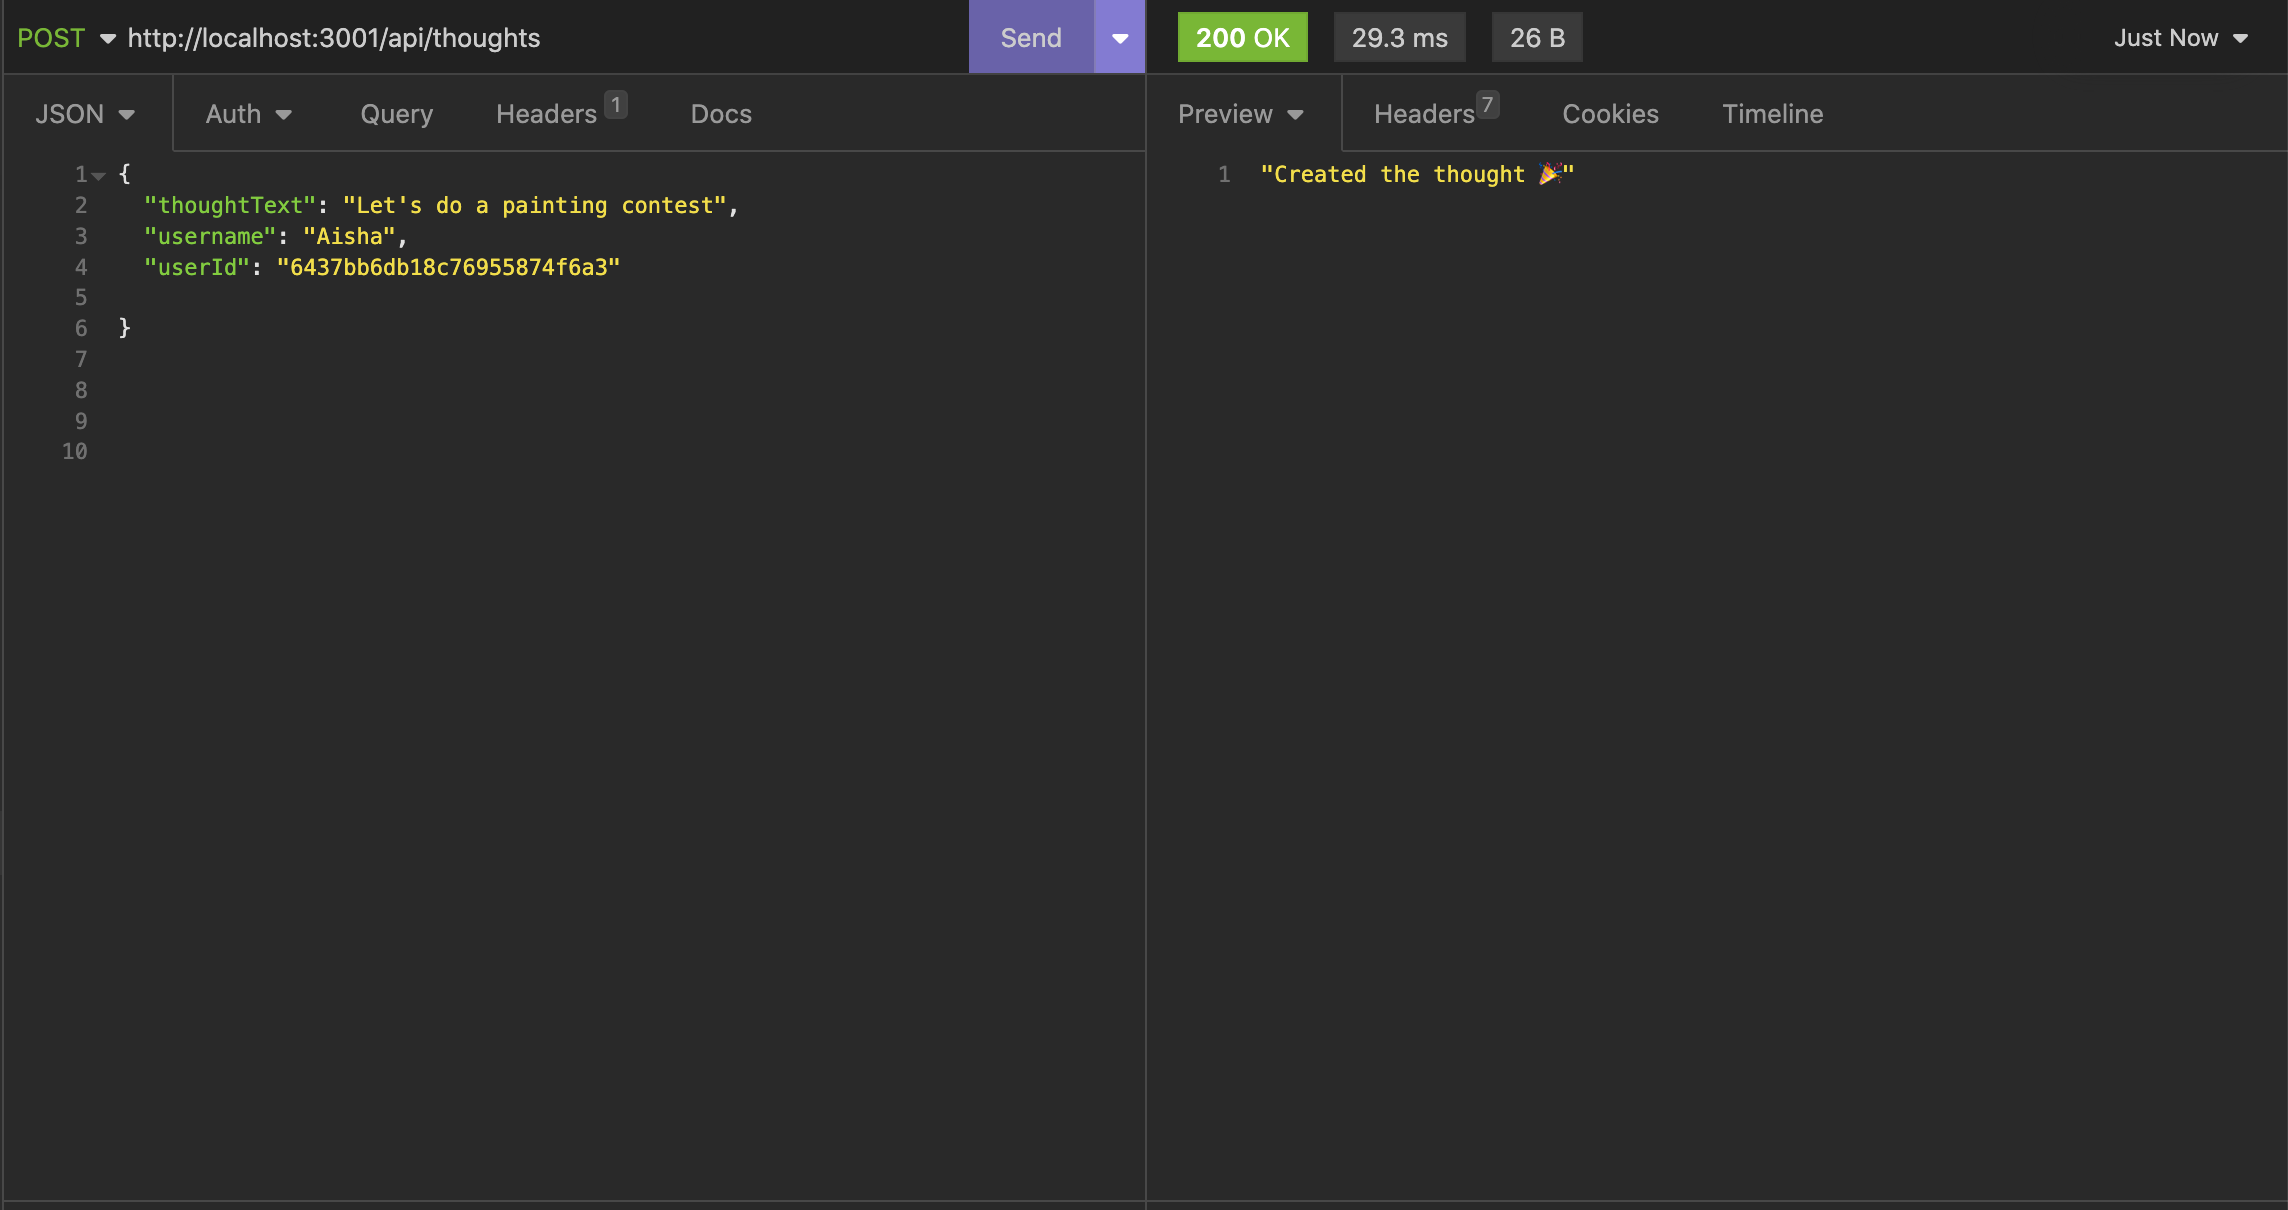 POST http://localhost:3001/api/thoughts Send 200 OK 29.3 ms 26 B Just Now
JSON Auth Query Headers 1 Docs Preview Headers 7 Cookies Timeline
1 {
2 "thoughtText": "Let's do a painting contest",
3 "username": "Aisha",
4 "userId": "6437bb6db18c76955874f6a3"
5
6 }
7
8
9
10
1 "Created the thought 🎉"